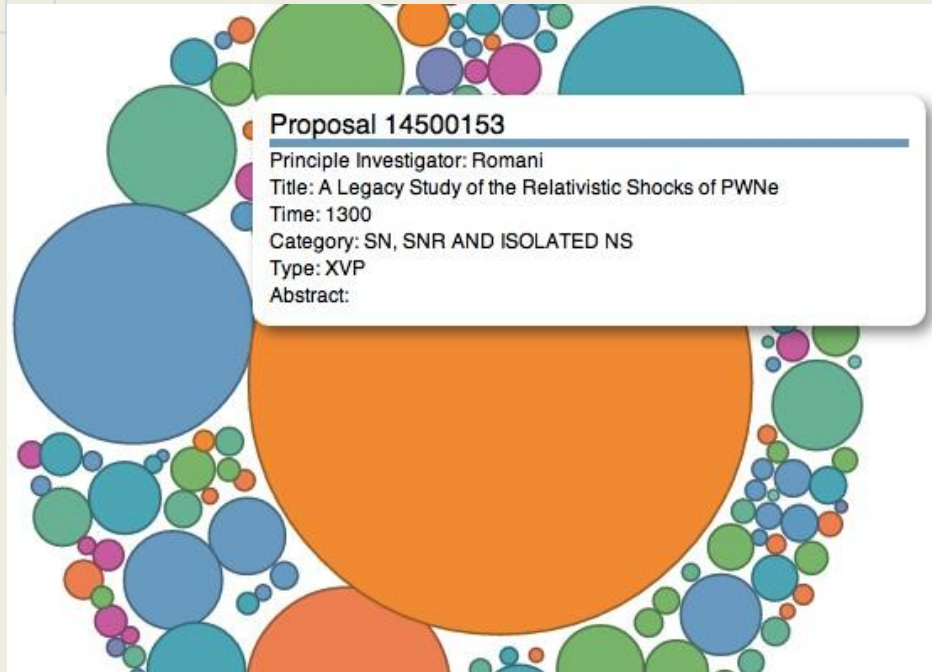 Proposal 14500153
Principle Investigator: Romani
Title: A Legacy Study of the Relativistic Shocks of PWNe
Time: 1300
Category: SN, SNR AND ISOLATED NS
Type: XVP
Abstract: